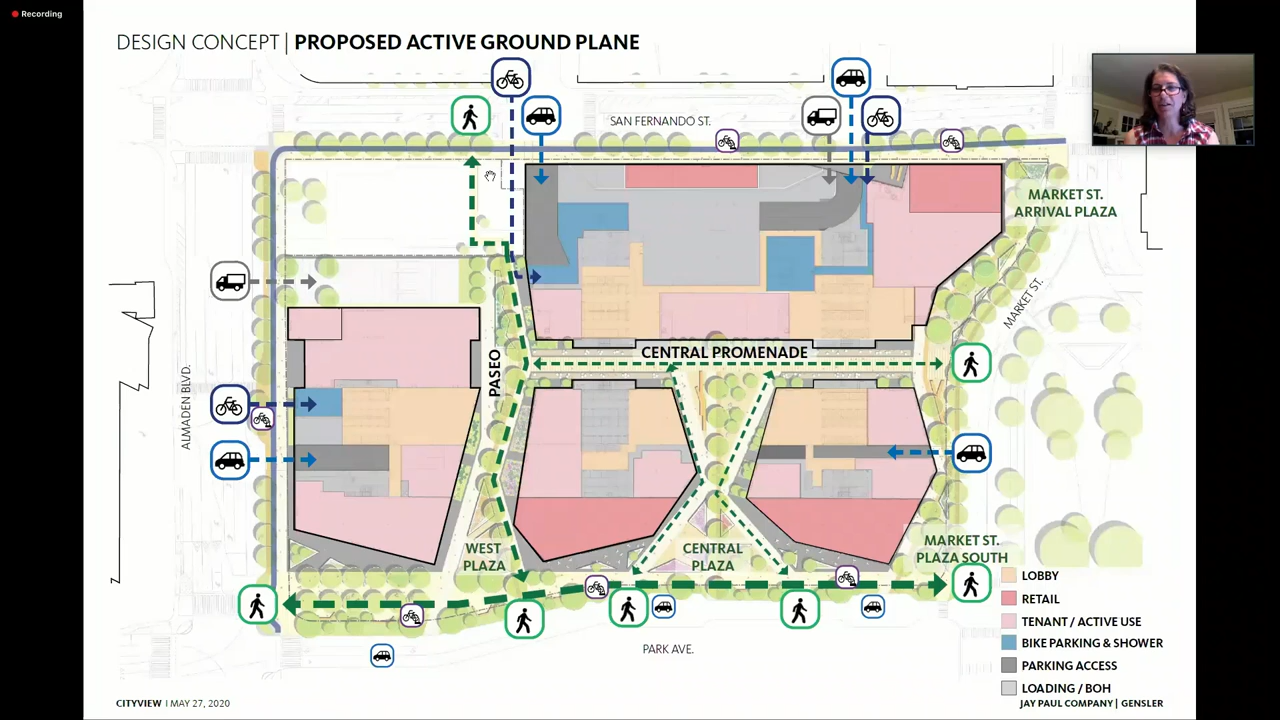 Recording
DESIGN CONCEPT | PROPOSED ACTIVE GROUND PLANE
SAN FERNANDO ST.
MARKET ST.
ARRIVAL PLAZA
MARKET ST.
CENTRAL PROMENADE
PASEO
ALMADEN BLVD.
WEST
PLAZA
CENTRAL
PLAZA
MARKET ST.
PLAZA SOUTH
PARK AVE.
LOBBY
RETAIL
TENANT / ACTIVE USE
BIKE PARKING & SHOWER
PARKING ACCESS
LOADING / BOH
CITYVIEW | MAY 27, 2020
JAY PAUL COMPANY | GENSLER